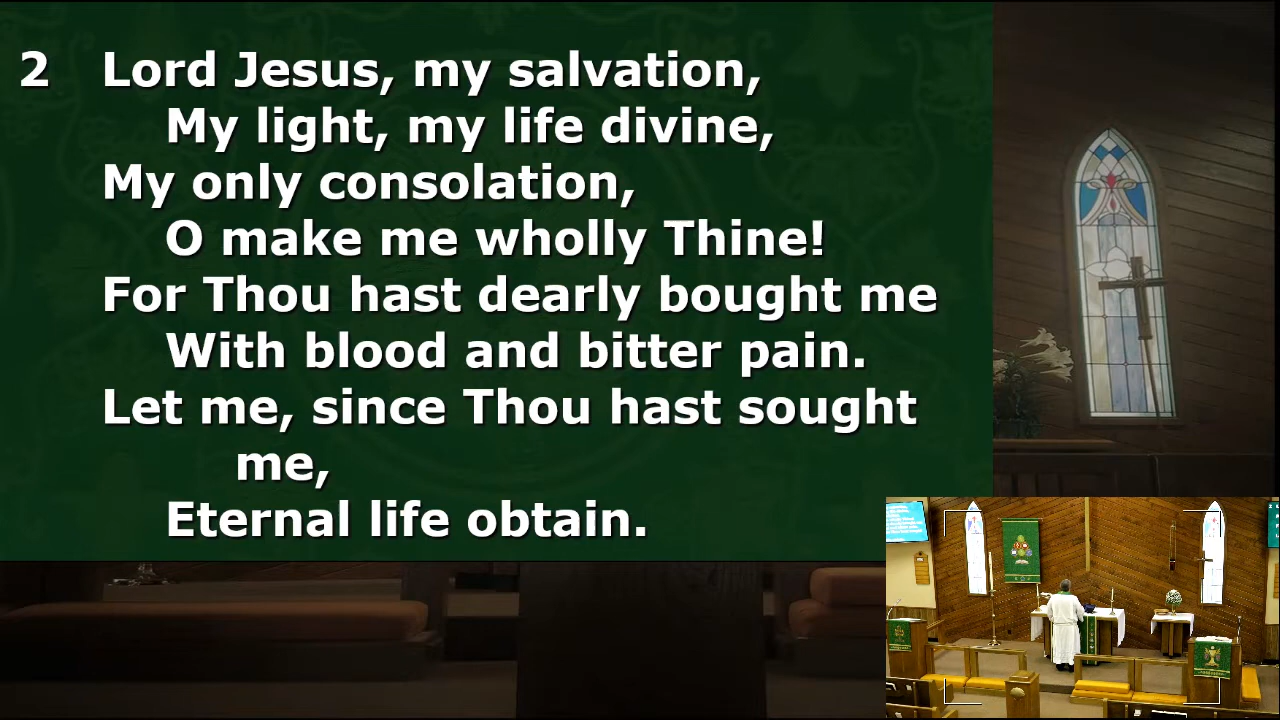 2 Lord Jesus, my salvation,
My light, my life divine,
My only consolation,
O make me wholly Thine!
For Thou hast dearly bought me
With blood and bitter pain.
Let me, since Thou hast sought
me,
Eternal life obtain.